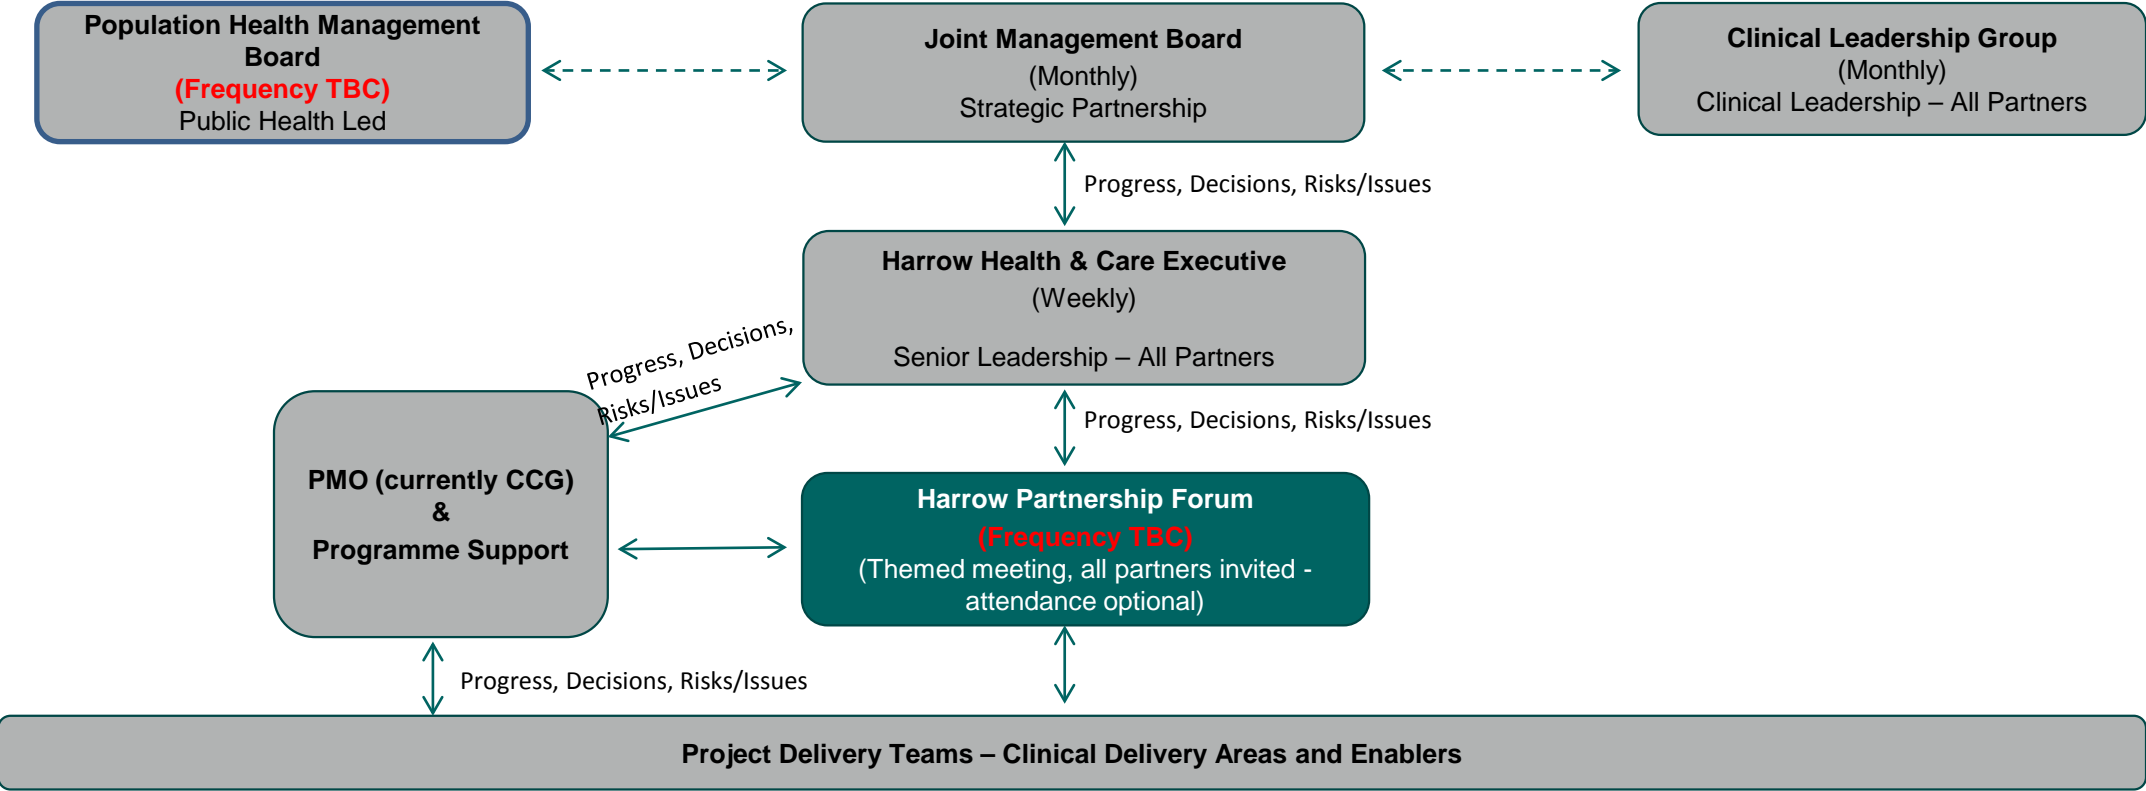 Population Health Management
Board
(Frequency TBC)
Public Health Led
Joint Management Board
(Monthly)
Strategic Partnership
Clinical Leadership Group
(Monthly)
Clinical Leadership – All Partners
Progress, Decisions, Risks/Issues
Harrow Health & Care Executive
(Weekly)
Senior Leadership – All Partners
Progress, Decisions,
Risks/Issues
Progress, Decisions, Risks/Issues
PMO (currently CCG)
&
Programme Support
Harrow Partnership Forum
(Frequency TBC)
(Themed meeting, all partners invited -
attendance optional)
Progress, Decisions, Risks/Issues
Project Delivery Teams – Clinical Delivery Areas and Enablers